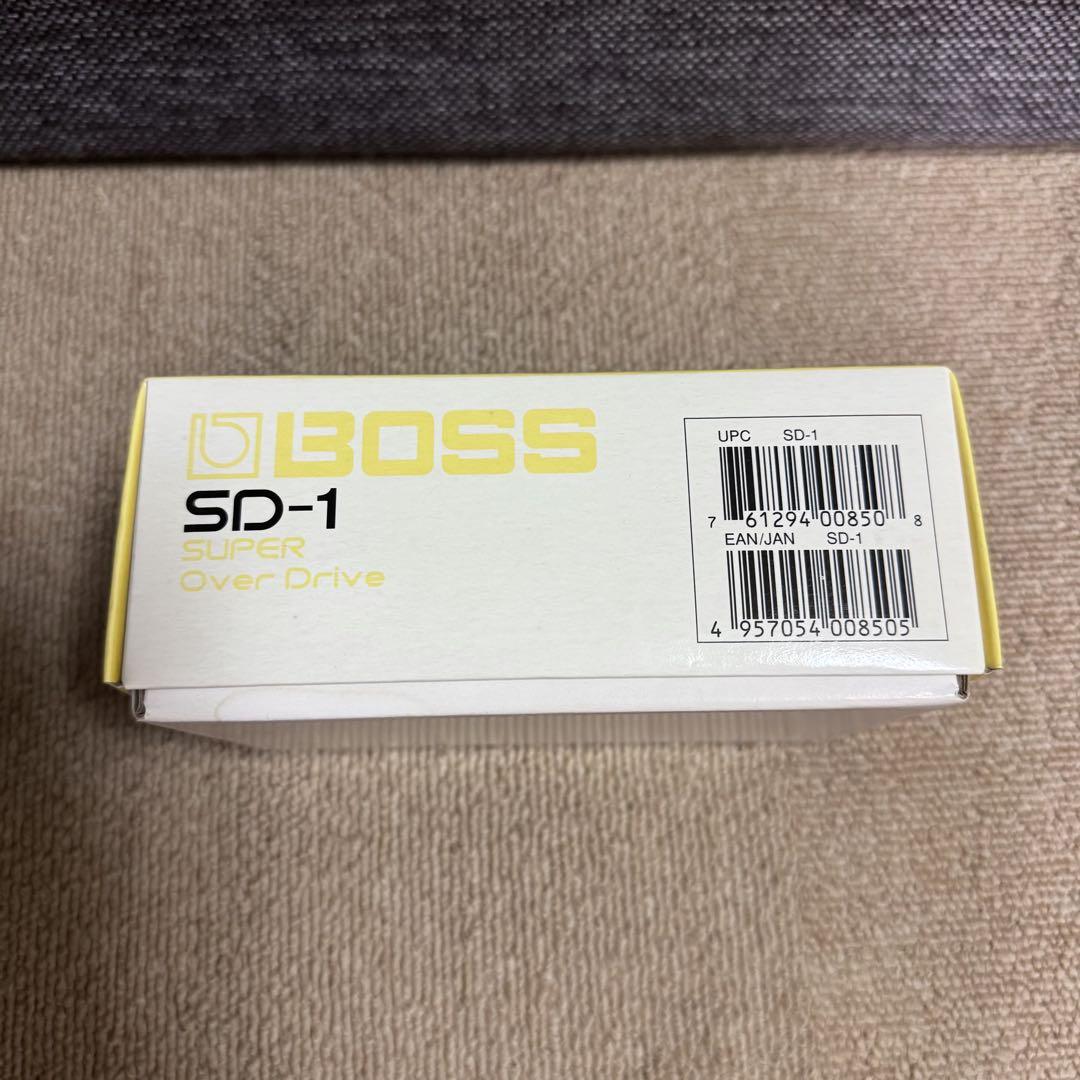 BOSS
SD-1
SUPER
Over Drive
UPC SD-1
7 61294 00850 8
EAN/JAN SD-1
4 957054 008505